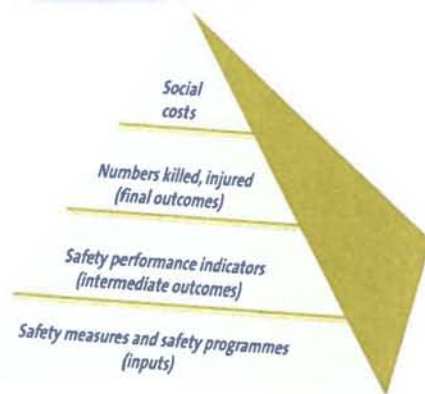 Social
costs
Numbers killed, injured
(final outcomes)
Safety performance indicators
(intermediate outcomes)
Safety measures and safety programmes
(inputs)